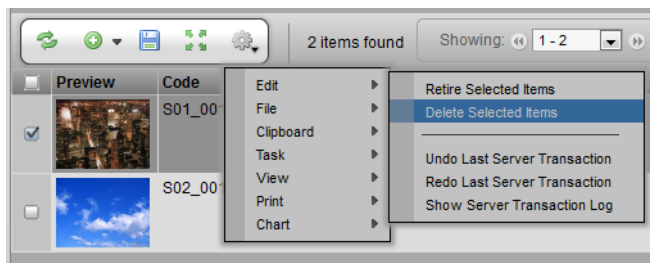 2 items found
Showing:
1 - 2
Preview
Code
S01_001
S02_001
Edit
File
Clipboard
Task
View
Print
Chart
Retire Selected Items
Delete Selected Items
Undo Last Server Transaction
Redo Last Server Transaction
Show Server Transaction Log